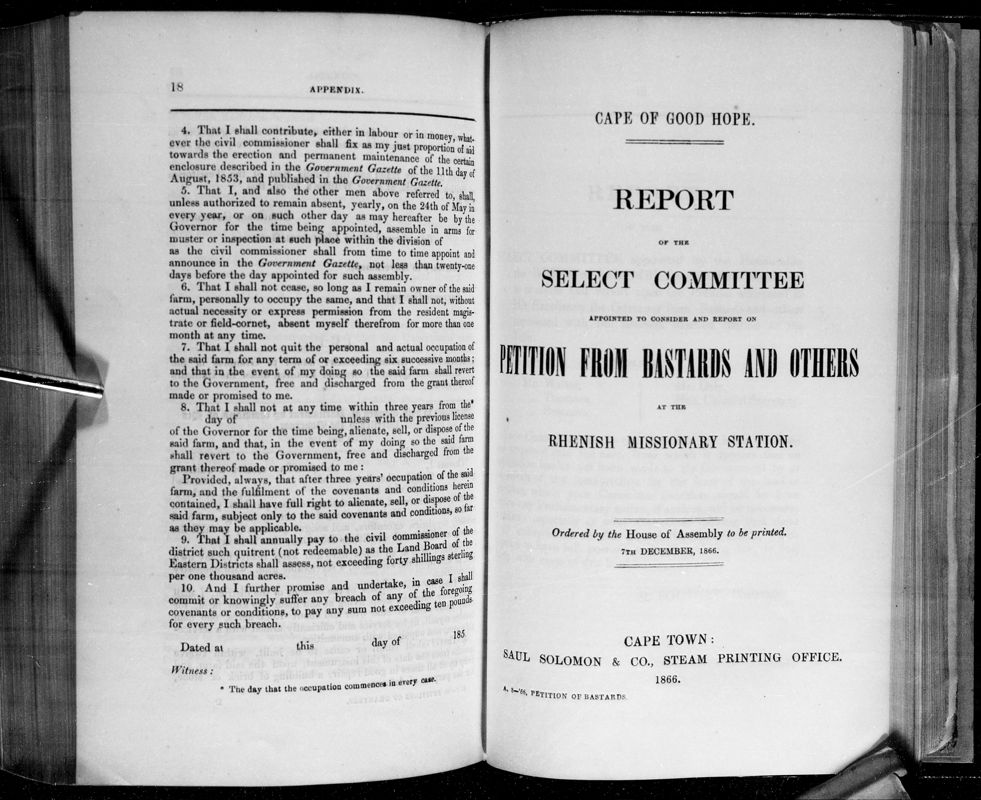 18
APPENDIX.
4. That I shall contribute, either in labour or in money, what-
ever the civil commissioner shall fix as my just proportion of aid
towards the erection and permanent maintenance of the certain
enclosure described in the Government Gazette of the 11th day of
August, 1853, and published in the Government Gazette.
5. That I, and also the other men above referred to, shall,
unless authorized to remain absent, yearly, on the 24th of May in
every year, or on such other day as may hereafter be by the
Governor for the time being appointed, assemble in arms for
muster or inspection at such place within the division of
as the civil commissioner shall from time to time appoint and
announce in the Government Gazette, not less than twenty-one
days before the day appointed for such assembly.
6. That I shall not cease, so long as I remain owner of the said
farm, personally to occupy the same, and that I shall not, without
actual necessity or express permission from the resident magis-
trate or field-cornet, absent myself therefrom for more than one
month at any time.
7. That I shall not quit the personal and actual occupation of
the said farm for any term of or exceeding six successive months;
and that in the event of my doing so the said farm shall revert
to the Government, free and discharged from the grant thereof
made or promised to me.
8. That I shall not at any time within three years from the*
day of unless with the previous license
of the Governor for the time being, alienate, sell, or dispose of the
said farm, and that, in the event of my doing so the said farm
shall revert to the Government, free and discharged from the
grant thereof made or promised to me:
Provided, always, that after three years' occupation of the said
farm, and the fulfilment of the covenants and conditions herein
contained, I shall have full right to alienate, sell, or dispose of the
said farm, subject only to the said covenants and conditions, so far
as they may be applicable.
9. That I shall annually pay to the civil commissioner of the
district such quitrent (not redeemable) as the Land Board of the
Eastern Districts shall assess, not exceeding forty shillings sterling
per one thousand acres.
10. And I further promise and undertake, in case I shall
commit or knowingly suffer any breach of any of the foregoing
covenants or conditions, to pay any sum not exceeding ten pounds
for every such breach.
Dated at this day of 185
Witness:
* The day that the occupation commences in every case.
CAPE OF GOOD HOPE.
REPORT
OF THE
SELECT COMMITTEE
APPOINTED TO CONSIDER AND REPORT ON
PETITION FROM BASTARDS AND OTHERS
AT THE
RHENISH MISSIONARY STATION.
Ordered by the House of Assembly to be printed.
7TH DECEMBER, 1866.
CAPE TOWN:
SAUL SOLOMON & CO., STEAM PRINTING OFFICE.
1866.
A. 8—'66. PETITION OF BASTARDS.